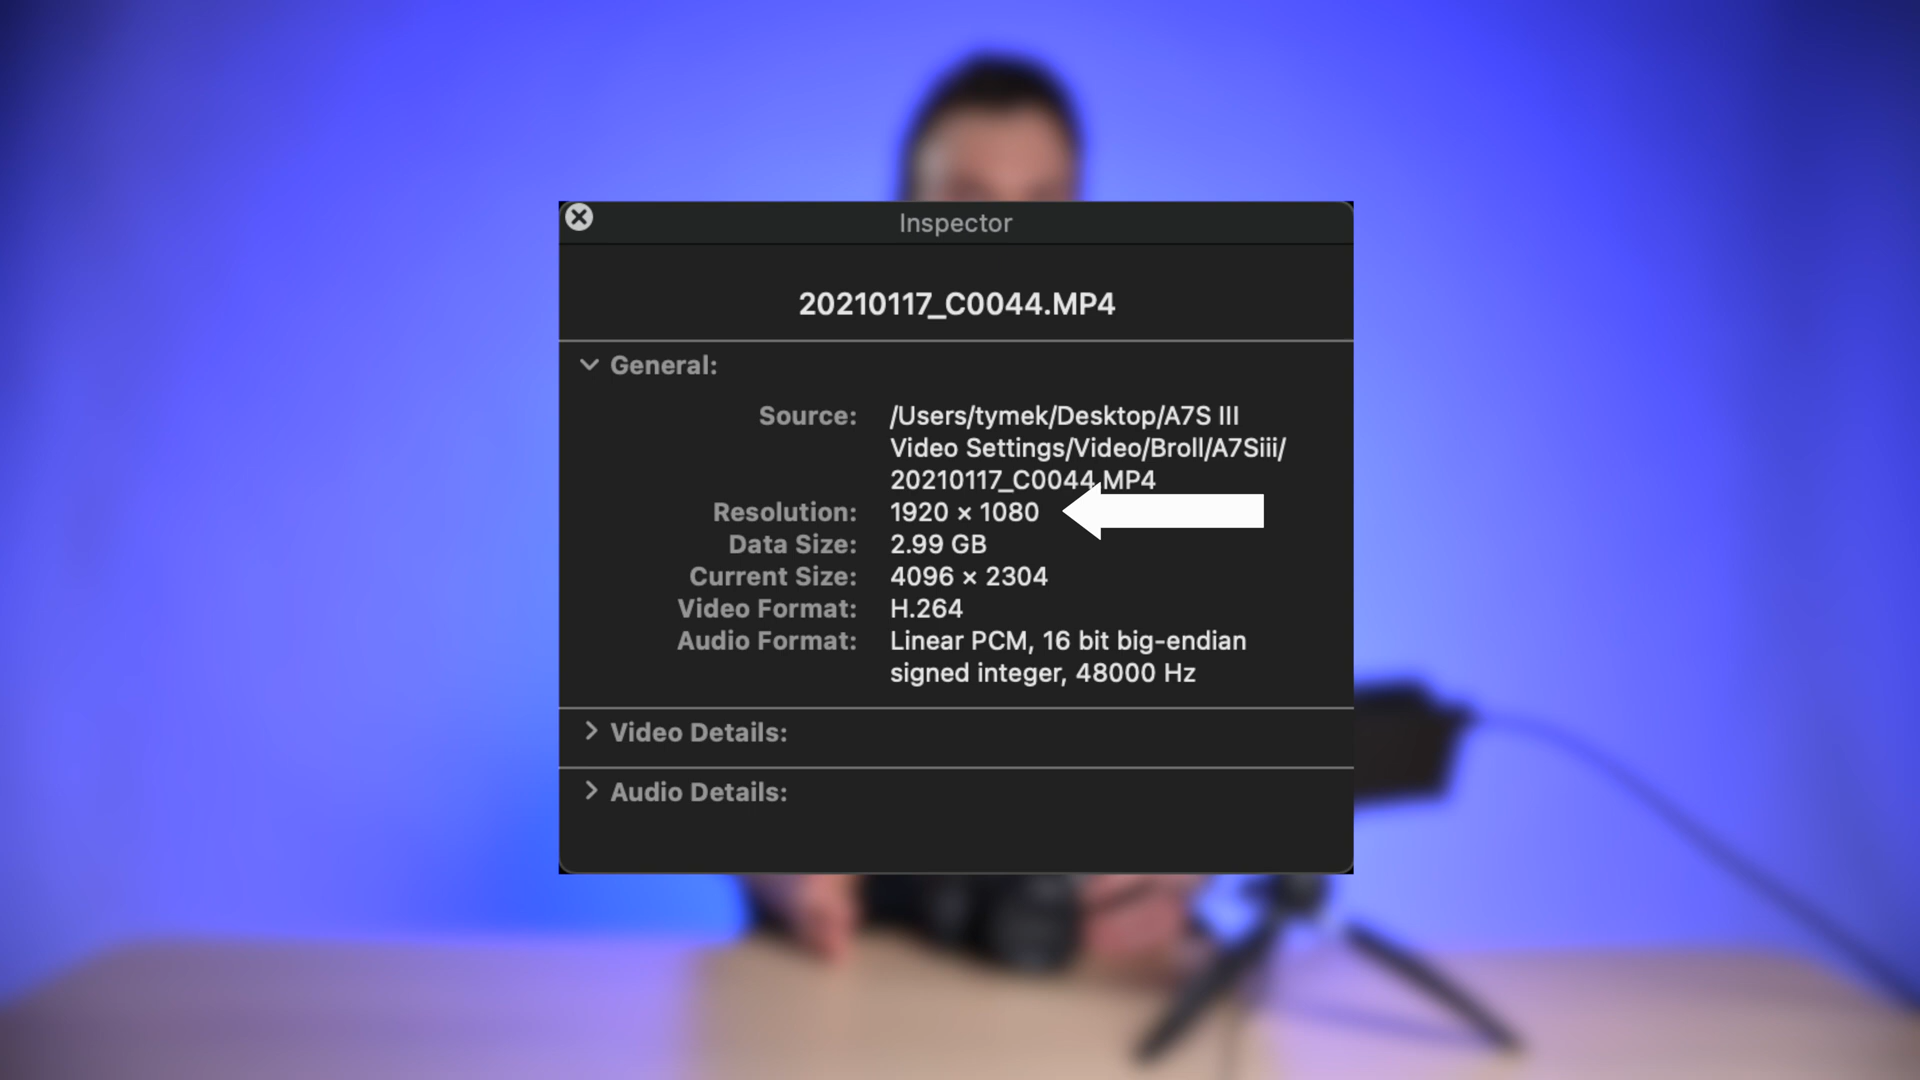 Inspector
20210117_C0044.MP4
General:
Source: /Users/tymek/Desktop/A7S III
Video Settings/Video/Broll/A7Siii/
20210117_C0044.MP4
Resolution: 1920 × 1080
Data Size: 2.99 GB
Current Size: 4096 × 2304
Video Format: H.264
Audio Format: Linear PCM, 16 bit big-endian
signed integer, 48000 Hz
Video Details:
Audio Details: